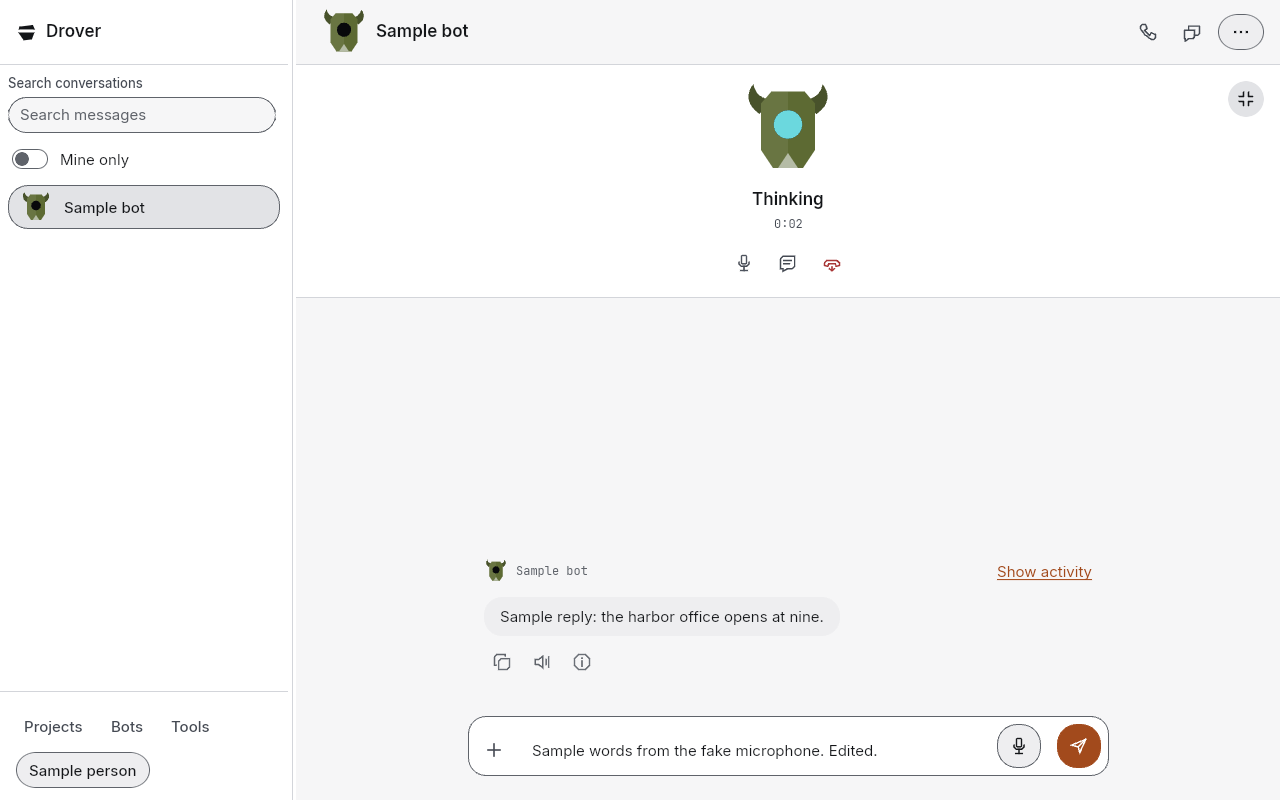 Drover
Search conversations
Search messages
Mine only
Sample bot
Projects Bots Tools
Sample person
Sample bot
Thinking
0:02
Sample bot
Show activity
Sample reply: the harbor office opens at nine.
Sample words from the fake microphone. Edited.